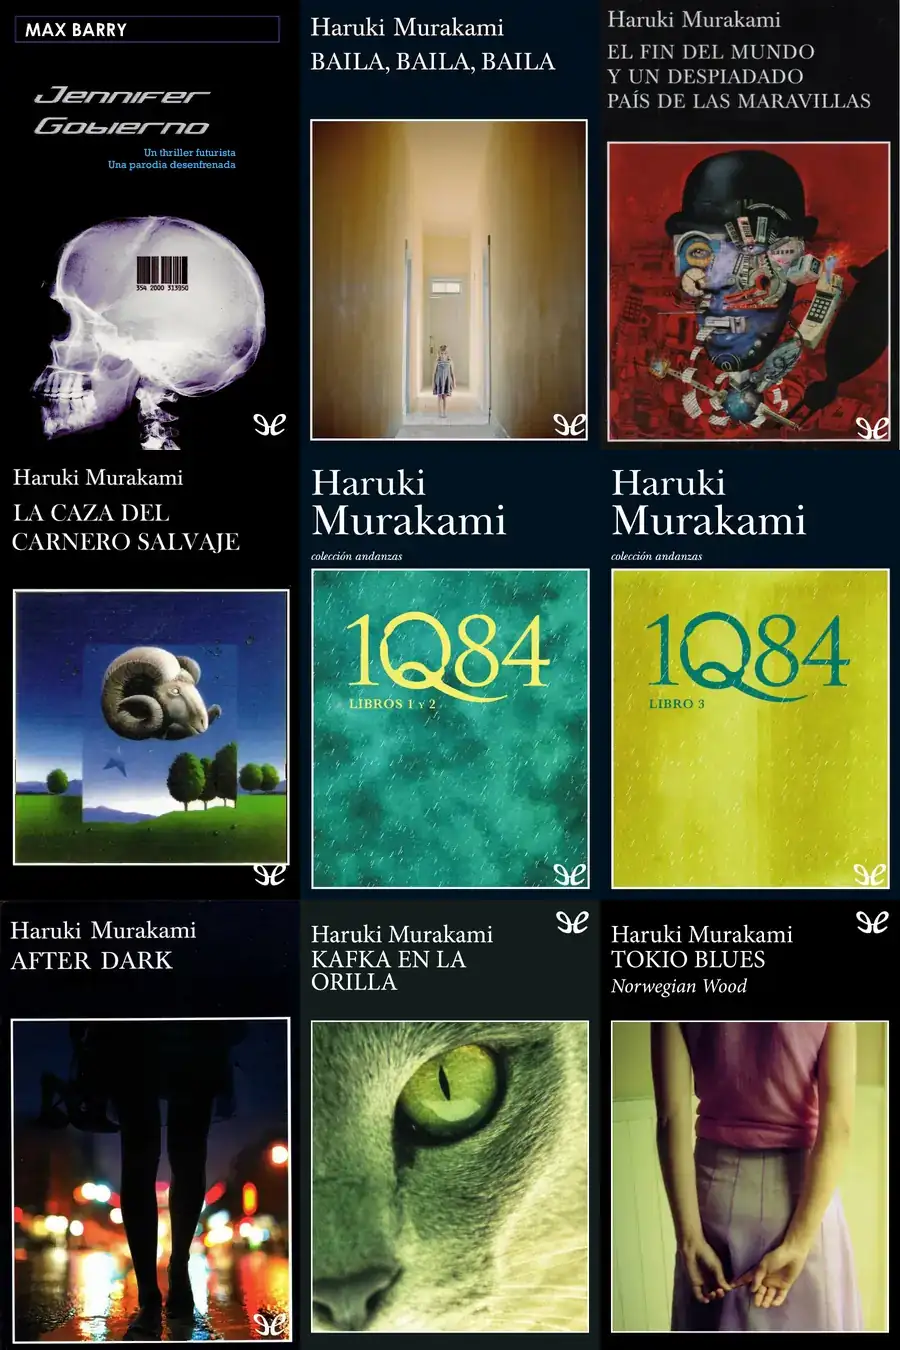 MAX BARRY
Jennifer
Gobierno
Un thriller futurista
Una parodia desenfrenada
354 2000 313950
Haruki Murakami
BAILA, BAILA, BAILA
Haruki Murakami
EL FIN DEL MUNDO
Y UN DESPIADADO
PAÍS DE LAS MARAVILLAS
Haruki Murakami
LA CAZA DEL
CARNERO SALVAJE
Haruki
Murakami
colección andanzas
1Q84
LIBROS 1 Y 2
Haruki
Murakami
colección andanzas
1Q84
LIBRO 3
Haruki Murakami
AFTER DARK
Haruki Murakami
KAFKA EN LA
ORILLA
Haruki Murakami
TOKIO BLUES
Norwegian Wood